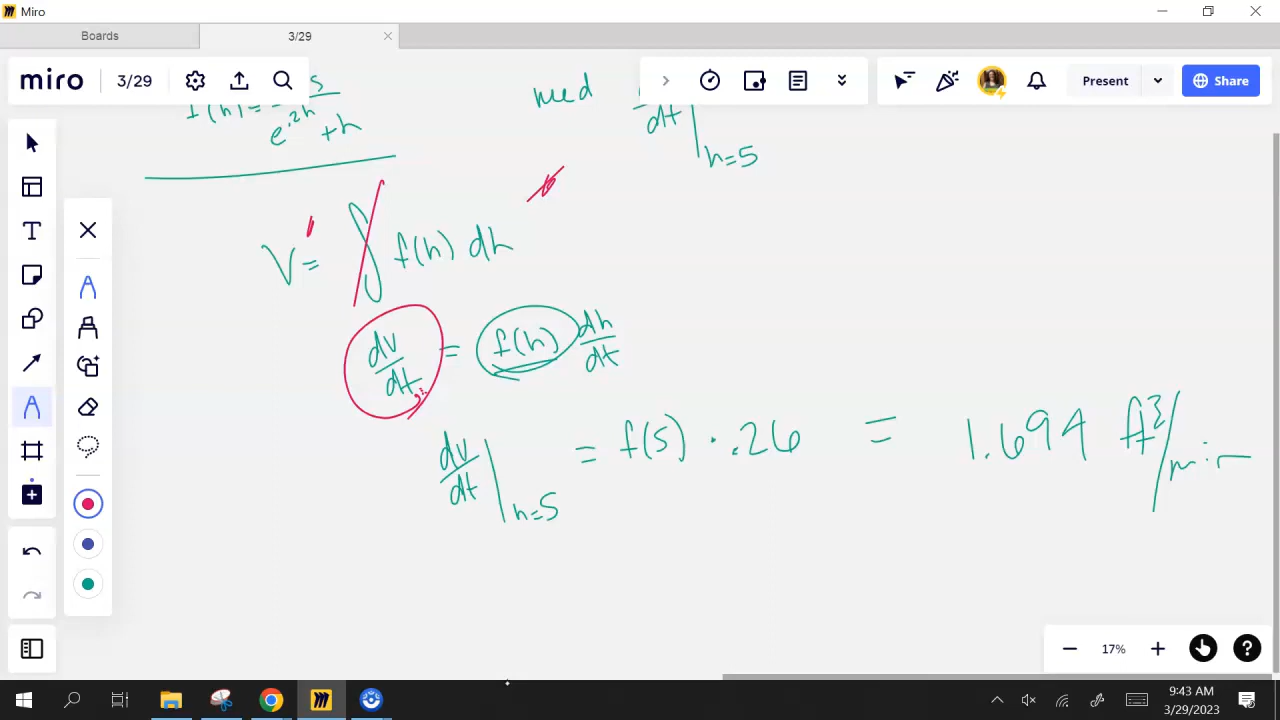 Miro
Boards
3/29
miro
3/29
Present
Share
s
f(h) =
e^.2h + h
med
dt | h=5
V = ∫ f(h) dh
dv/dt = f(h) dh/dt
dv/dt | h=5 = f(5) · .26 = 1.694 ft³/min
17%
9:43 AM
3/29/2023